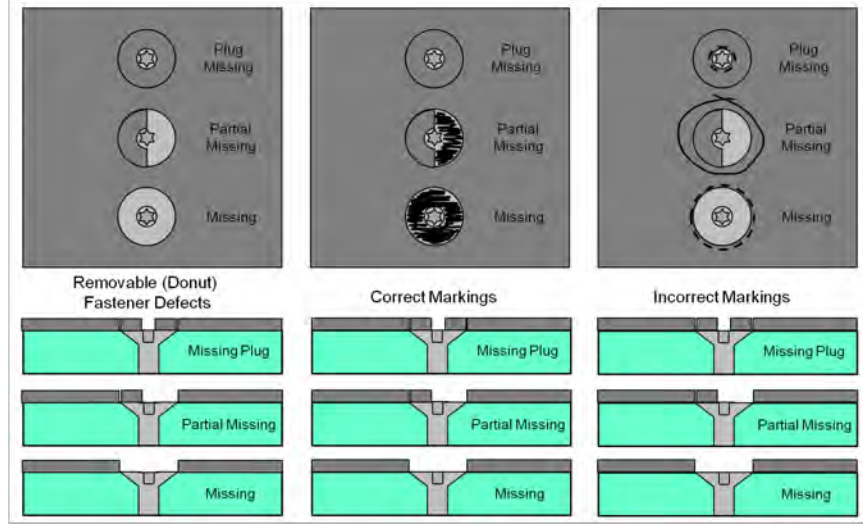 Plug
Missing
Partial
Missing
Missing
Plug
Missing
Partial
Missing
Missing
Plug
Missing
Partial
Missing
Missing
Removable (Donut)
Fastener Defects
Correct Markings
Incorrect Markings
Missing Plug
Missing Plug
Missing Plug
Partial Missing
Partial Missing
Partial Missing
Missing
Missing
Missing